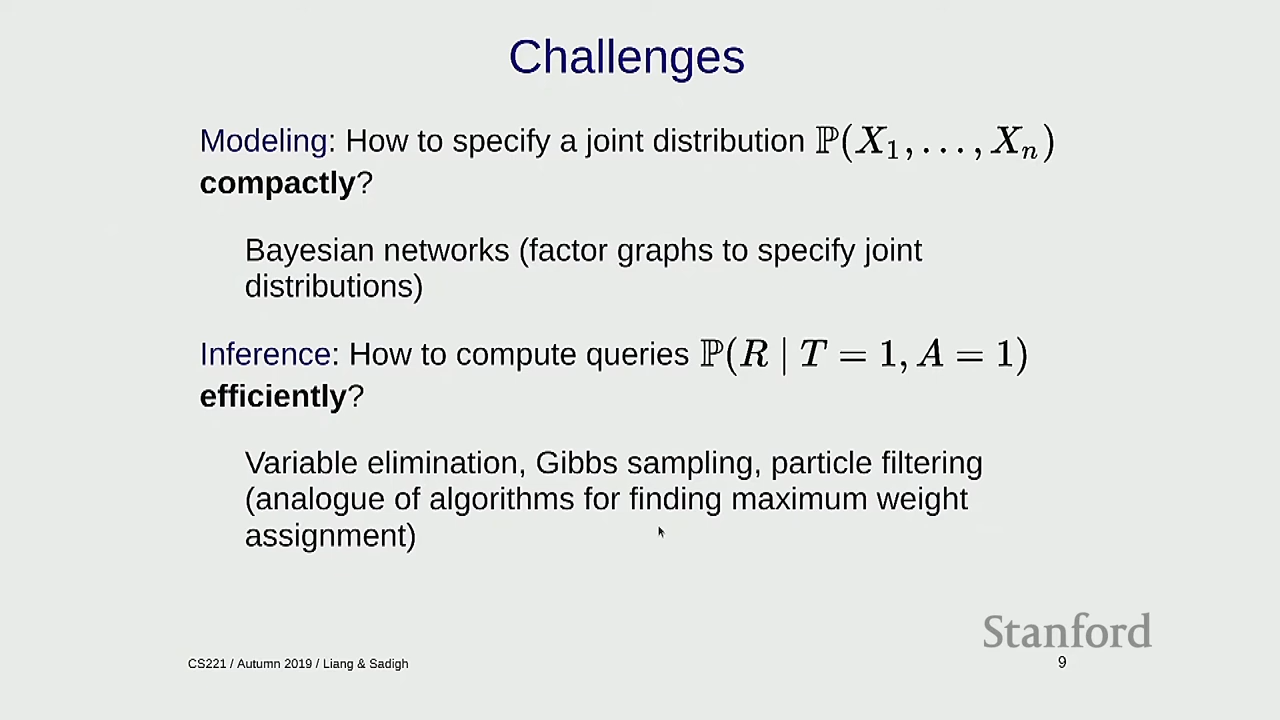 Challenges
Modeling: How to specify a joint distribution ℙ(X₁, . . . , Xₙ)
compactly?
Bayesian networks (factor graphs to specify joint
distributions)
Inference: How to compute queries ℙ(R | T = 1, A = 1)
efficiently?
Variable elimination, Gibbs sampling, particle filtering
(analogue of algorithms for finding maximum weight
assignment)
Stanford
CS221 / Autumn 2019 / Liang & Sadigh
9